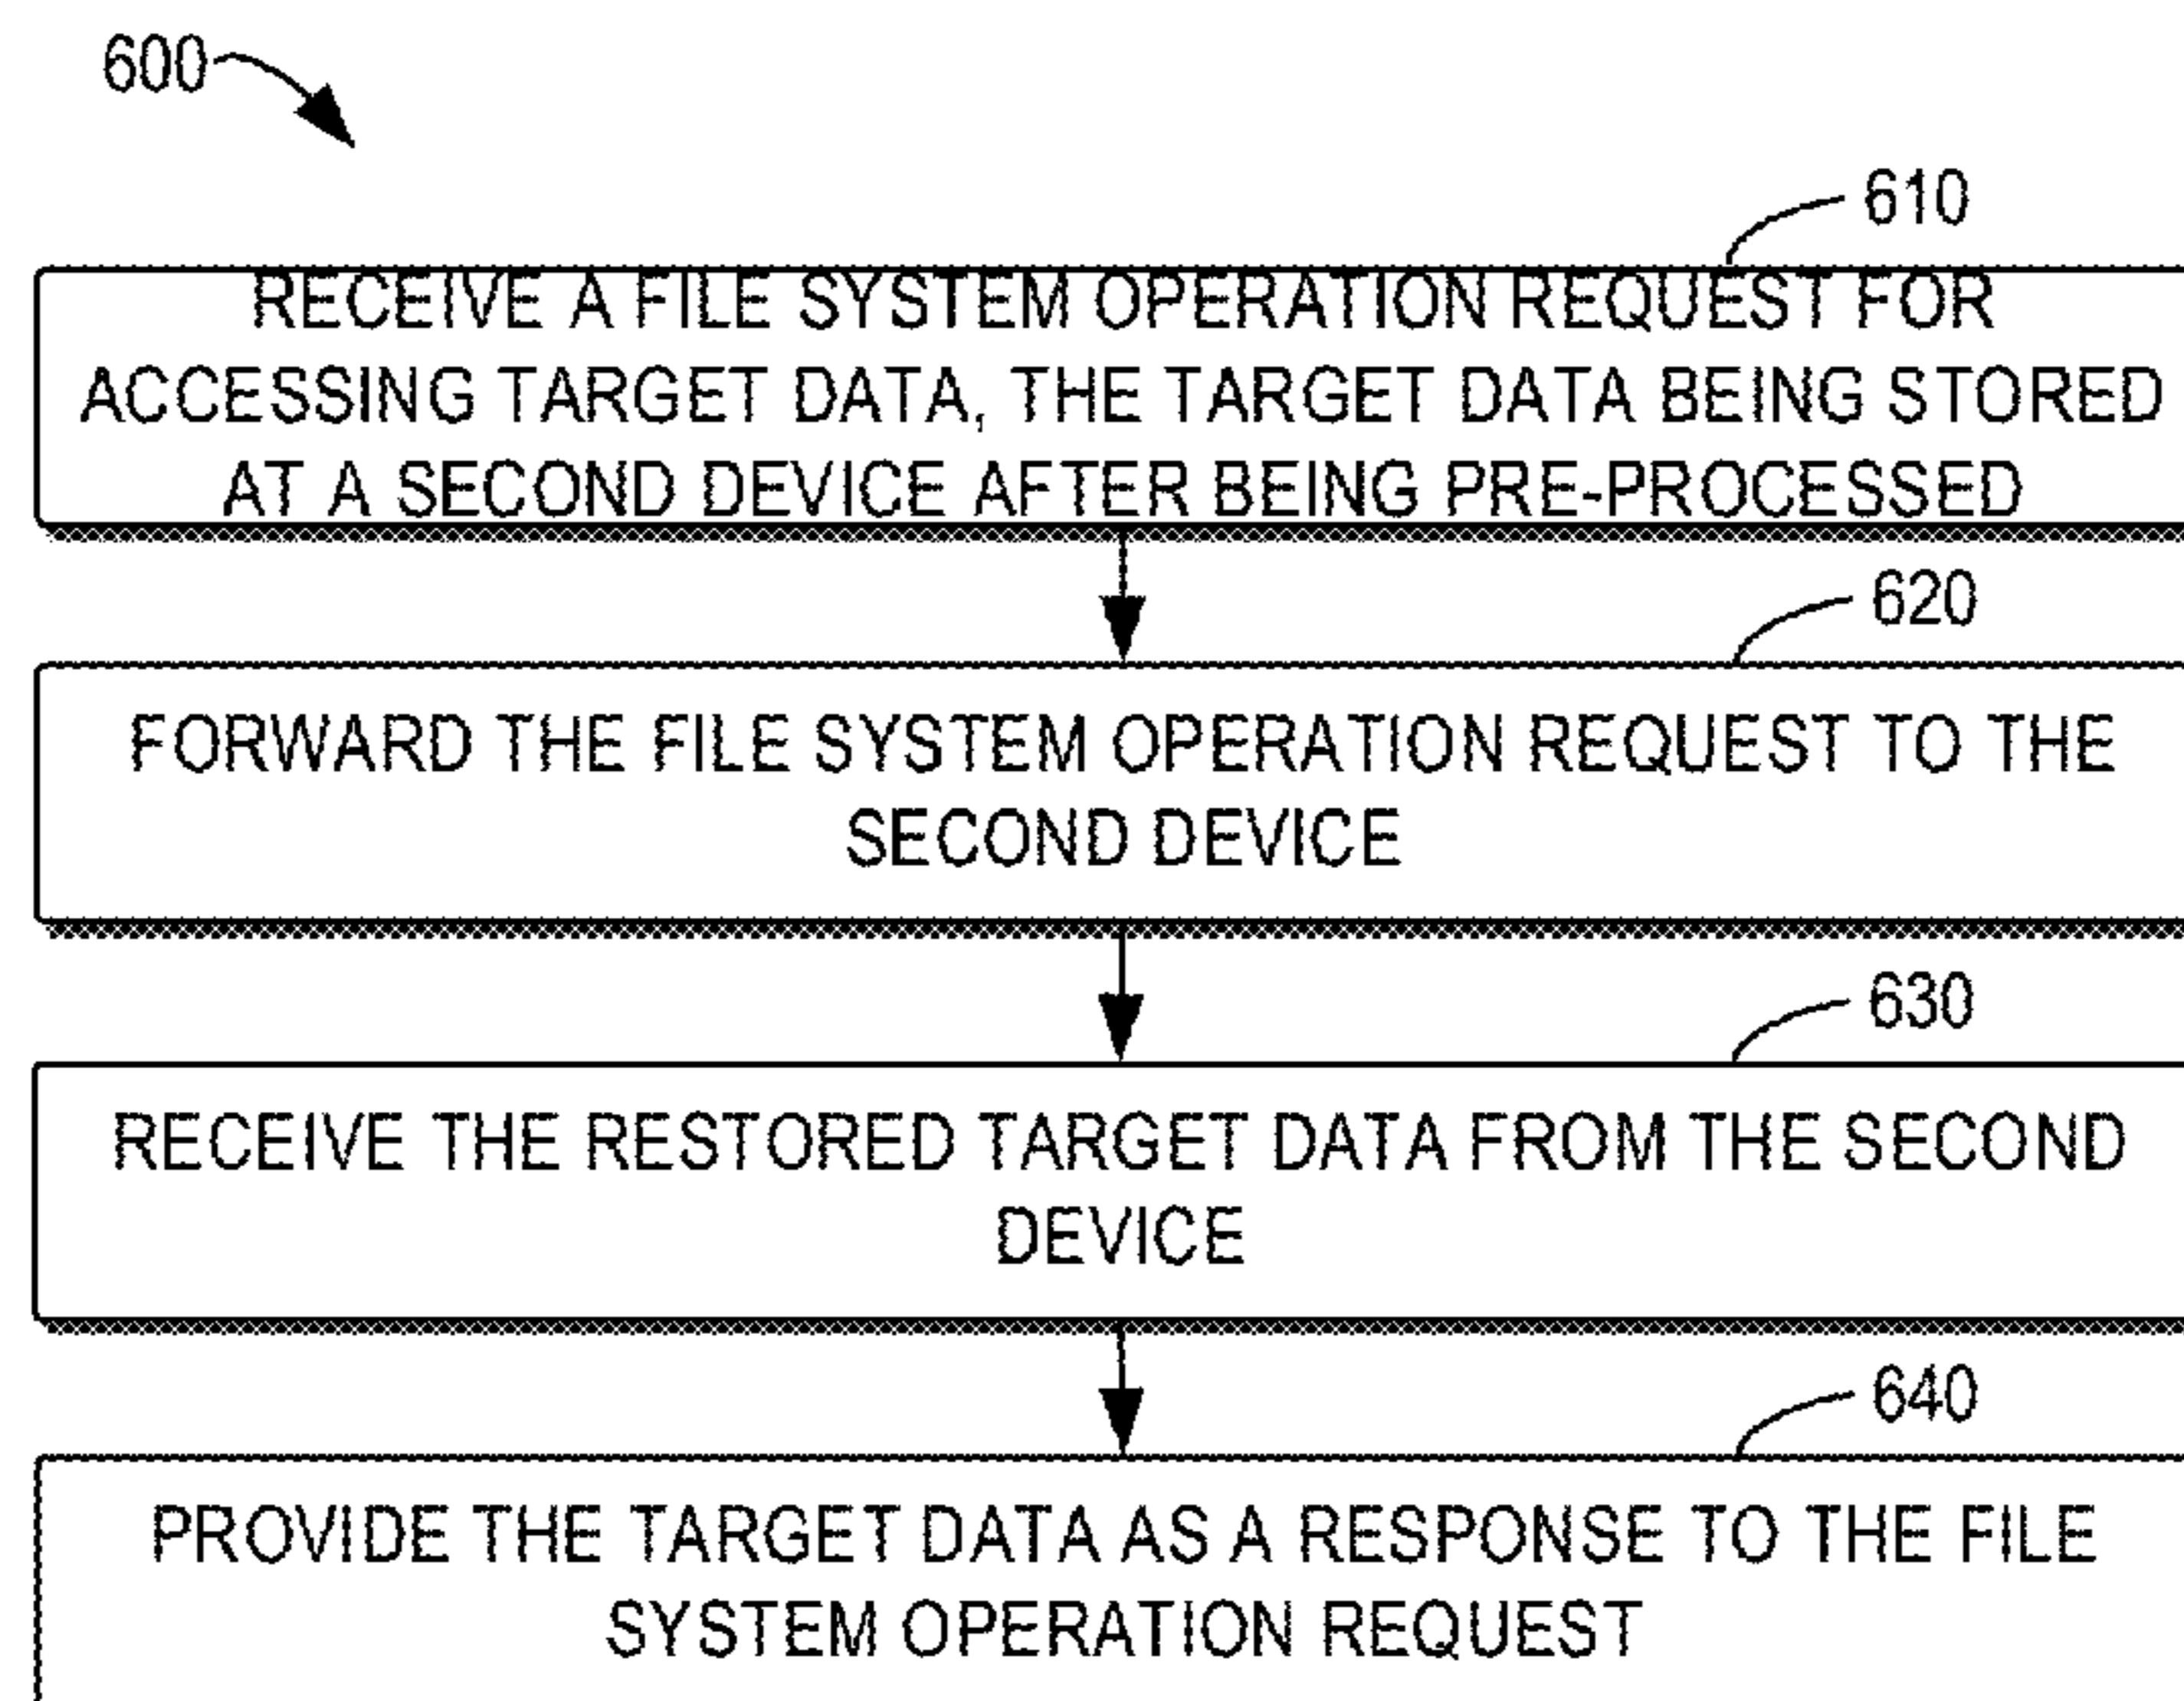 600
610
RECEIVE A FILE SYSTEM OPERATION REQUEST FOR
ACCESSING TARGET DATA, THE TARGET DATA BEING STORED
AT A SECOND DEVICE AFTER BEING PRE-PROCESSED
620
FORWARD THE FILE SYSTEM OPERATION REQUEST TO THE
SECOND DEVICE
630
RECEIVE THE RESTORED TARGET DATA FROM THE SECOND
DEVICE
640
PROVIDE THE TARGET DATA AS A RESPONSE TO THE FILE
SYSTEM OPERATION REQUEST